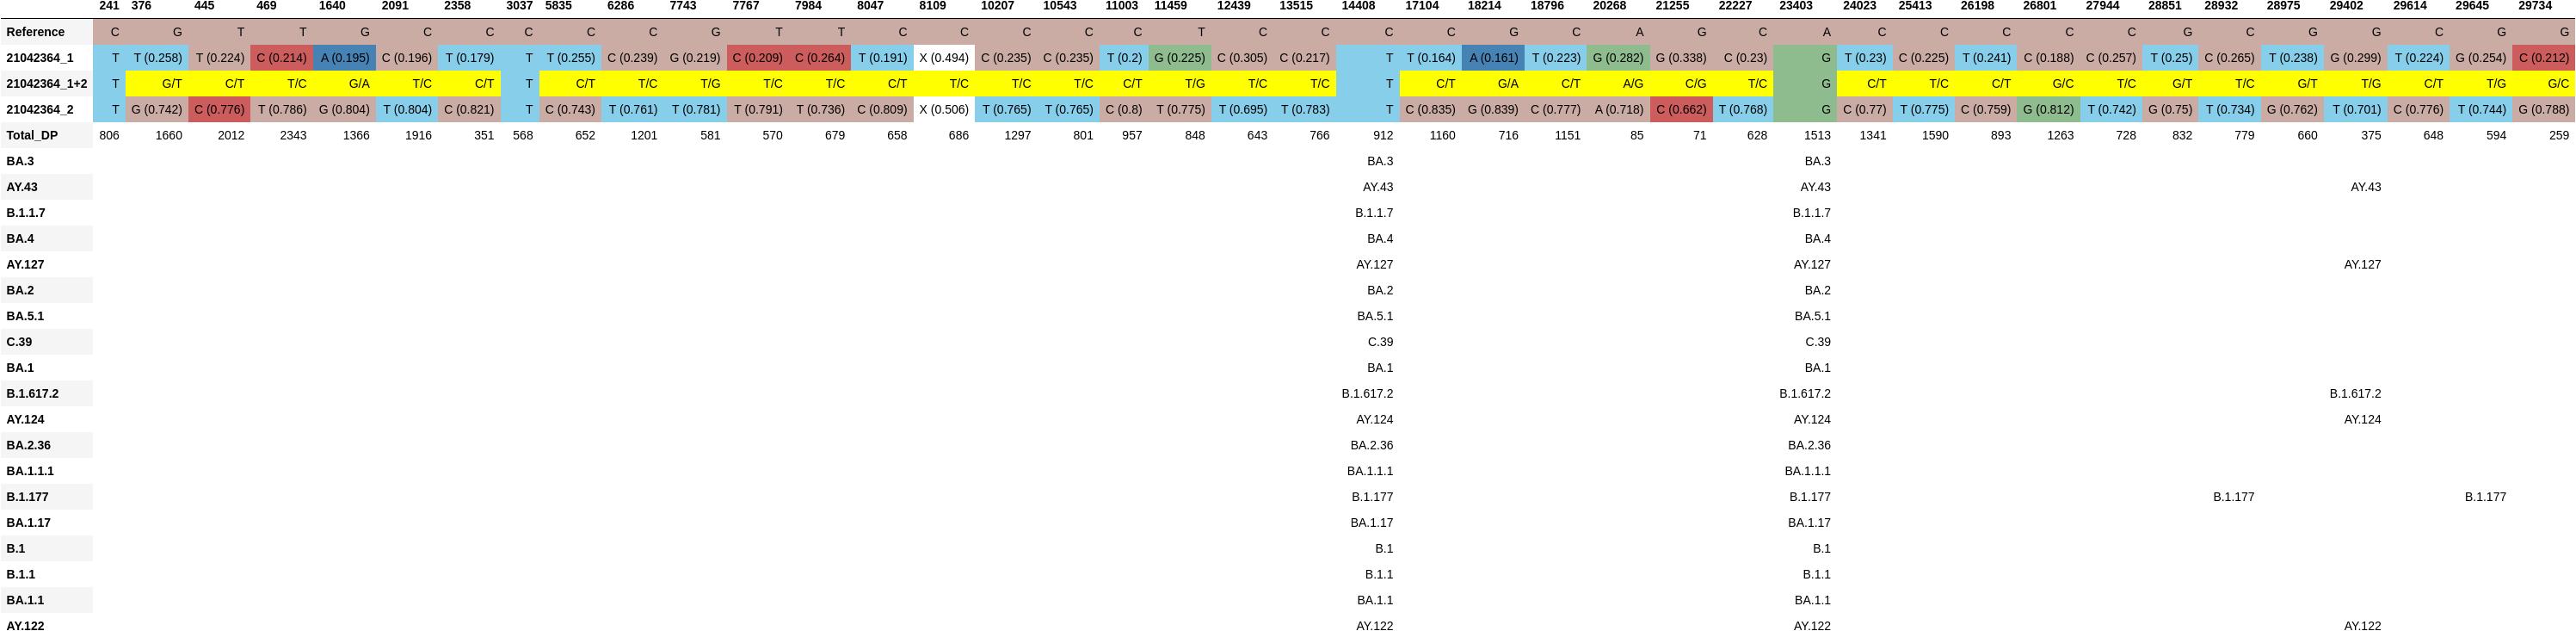 241 376 445 469 1640 2091 2358 3037 5835 6286 7743 7767 7984 8047 8109 10207 10543 11003 11459 12439 13515 14408 17104 18214 18796 20268 21255 22227 23403 24023 25413 26198 26801 27944 28851 28932 28975 29402 29614 29645 29734
Reference C G T T G C C C C C G T T C C C C C T C C C C G C A G C A C C C C C G C G G C G G
21042364_1 T T (0.258) T (0.224) C (0.214) A (0.195) C (0.196) T (0.179) T T (0.255) C (0.239) G (0.219) C (0.209) C (0.264) T (0.191) X (0.494) C (0.235) C (0.235) T (0.2) G (0.225) C (0.305) C (0.217) T T (0.164) A (0.161) T (0.223) G (0.282) G (0.338) C (0.23) G T (0.23) C (0.225) T (0.241) C (0.188) C (0.257) T (0.25) C (0.265) T (0.238) G (0.299) T (0.224) G (0.254) C (0.212)
21042364_1+2 T G/T C/T T/C G/A T/C C/T T C/T T/C T/G T/C T/C C/T T/C T/C T/C C/T T/G T/C T/C T C/T G/A C/T A/G C/G T/C G C/T T/C C/T G/C T/C G/T T/C G/T T/G C/T T/G G/C
21042364_2 T G (0.742) C (0.776) T (0.786) G (0.804) T (0.804) C (0.821) T C (0.743) T (0.761) T (0.781) T (0.791) T (0.736) C (0.809) X (0.506) T (0.765) T (0.765) C (0.8) T (0.775) T (0.695) T (0.783) T C (0.835) G (0.839) C (0.777) A (0.718) C (0.662) T (0.768) G C (0.77) T (0.775) C (0.759) G (0.812) T (0.742) G (0.75) T (0.734) G (0.762) T (0.701) C (0.776) T (0.744) G (0.788)
Total_DP 806 1660 2012 2343 1366 1916 351 568 652 1201 581 570 679 658 686 1297 801 957 848 643 766 912 1160 716 1151 85 71 628 1513 1341 1590 893 1263 728 832 779 660 375 648 594 259
BA.3 BA.3 BA.3
AY.43 AY.43 AY.43 AY.43
B.1.1.7 B.1.1.7 B.1.1.7
BA.4 BA.4 BA.4
AY.127 AY.127 AY.127 AY.127
BA.2 BA.2 BA.2
BA.5.1 BA.5.1 BA.5.1
C.39 C.39 C.39
BA.1 BA.1 BA.1
B.1.617.2 B.1.617.2 B.1.617.2 B.1.617.2
AY.124 AY.124 AY.124 AY.124
BA.2.36 BA.2.36 BA.2.36
BA.1.1.1 BA.1.1.1 BA.1.1.1
B.1.177 B.1.177 B.1.177 B.1.177 B.1.177
BA.1.17 BA.1.17 BA.1.17
B.1 B.1 B.1
B.1.1 B.1.1 B.1.1
BA.1.1 BA.1.1 BA.1.1
AY.122 AY.122 AY.122 AY.122